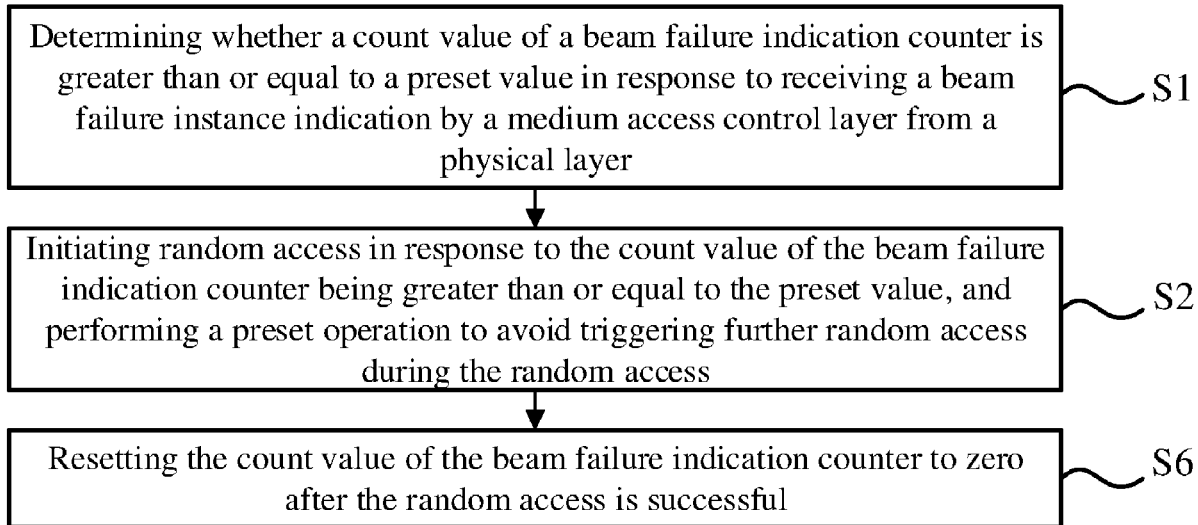 Determining whether a count value of a beam failure indication counter is
greater than or equal to a preset value in response to receiving a beam
failure instance indication by a medium access control layer from a
physical layer
S1
Initiating random access in response to the count value of the beam failure
indication counter being greater than or equal to the preset value, and
performing a preset operation to avoid triggering further random access
during the random access
S2
Resetting the count value of the beam failure indication counter to zero
after the random access is successful
S6